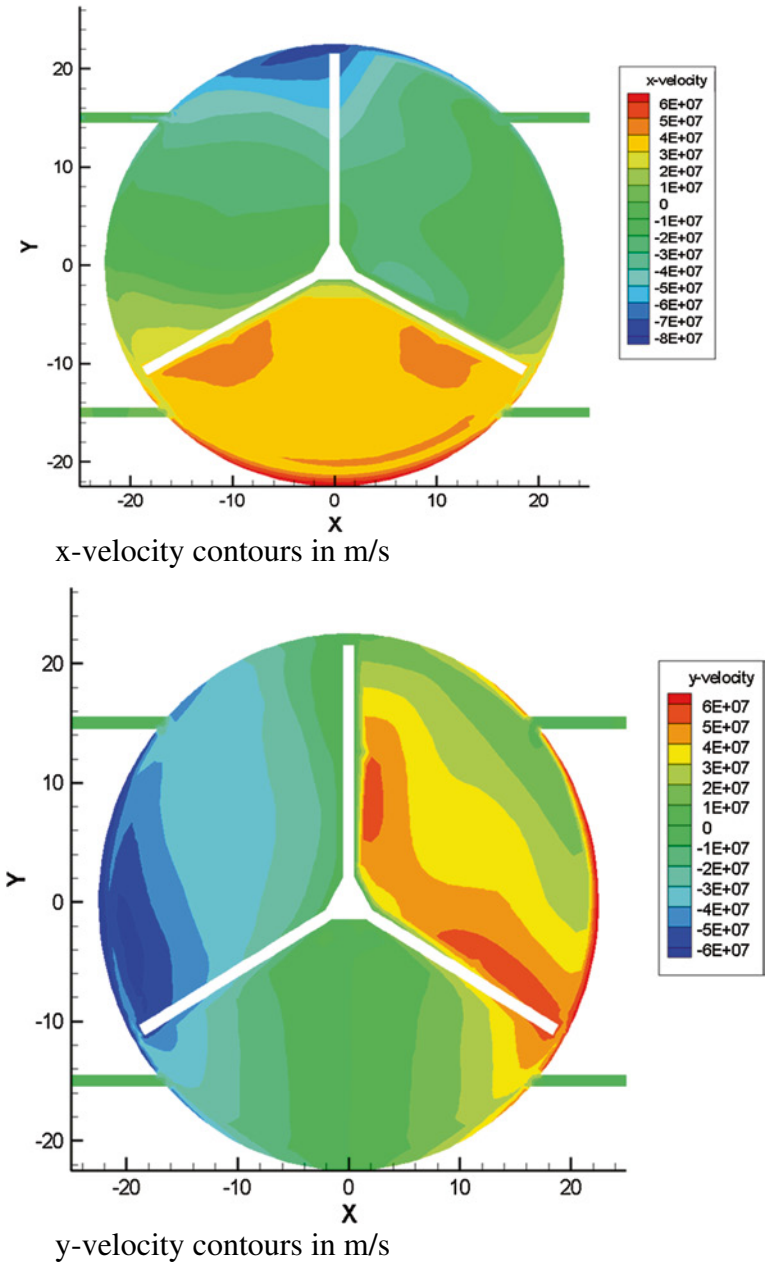 20
10
0
-10
-20
Y
-20 -10 0 10 20
X
x-velocity
6E+07
5E+07
4E+07
3E+07
2E+07
1E+07
0
-1E+07
-2E+07
-3E+07
-4E+07
-5E+07
-6E+07
-7E+07
-8E+07
x-velocity contours in m/s
20
10
0
-10
-20
Y
-20 -10 0 10 20
X
y-velocity
6E+07
5E+07
4E+07
3E+07
2E+07
1E+07
0
-1E+07
-2E+07
-3E+07
-4E+07
-5E+07
-6E+07
y-velocity contours in m/s